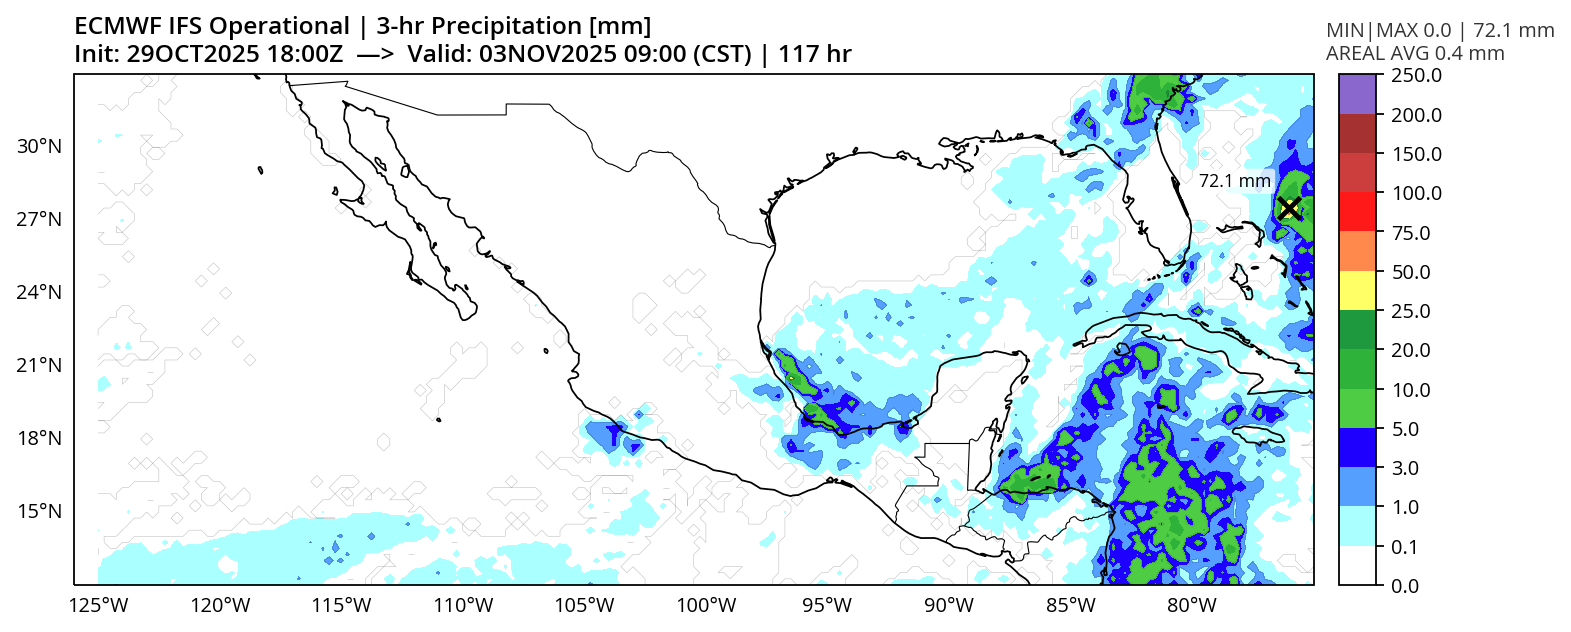 ECMWF IFS Operational | 3-hr Precipitation [mm]
Init: 29OCT2025 18:00Z —> Valid: 03NOV2025 09:00 (CST) | 117 hr
MIN|MAX 0.0 | 72.1 mm
AREAL AVG 0.4 mm
250.0
200.0
150.0
100.0
75.0
50.0
25.0
20.0
10.0
5.0
3.0
1.0
0.1
0.0
30°N
27°N
24°N
21°N
18°N
15°N
72.1 mm
125°W 120°W 115°W 110°W 105°W 100°W 95°W 90°W 85°W 80°W